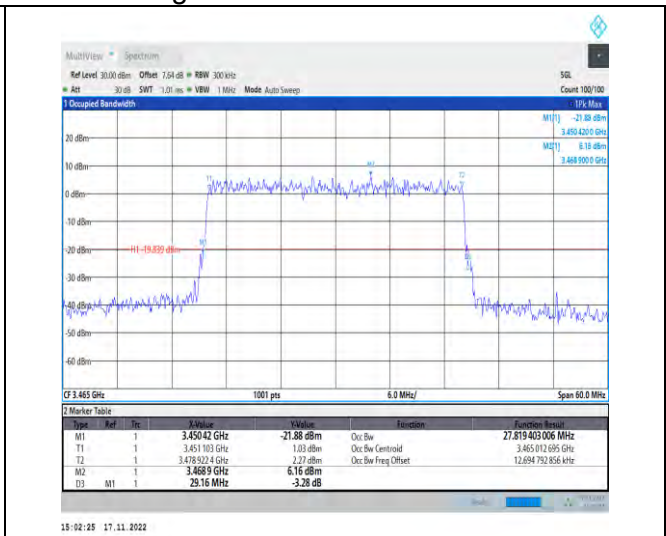 MultiView Spectrum
Ref Level 30.00 dBm Offset 7.64 dB RBW 300 kHz SGL
Att 30 dB SWT 1.01 ms VBW 1 MHz Mode Auto Sweep Count 100/100
1 Occupied Bandwidth 1Pk Max
M1[1] -21.88 dBm
3.450 4200 GHz
M2[1] 6.16 dBm
3.468 9000 GHz
20 dBm
10 dBm
M2
T1 T2
0 dBm
-10 dBm
M1
-20 dBm H1 -19.839 dBm
D3
-30 dBm
-40 dBm
-50 dBm
-60 dBm
CF 3.465 GHz 1001 pts 6.0 MHz/ Span 60.0 MHz
2 Marker Table
Type Ref Trc X-Value Y-Value Function Function Result
M1 1 3.45042 GHz -21.88 dBm Occ Bw 27.819 403 006 MHz
T1 1 3.451 103 GHz 1.03 dBm Occ Bw Centroid 3.465 012 695 GHz
T2 1 3.478 922 4 GHz 2.27 dBm Occ Bw Freq Offset 12.694 792 856 kHz
M2 1 3.4689 GHz 6.16 dBm
D3 M1 1 29.16 MHz -3.28 dB
15:02:25 17.11.2022